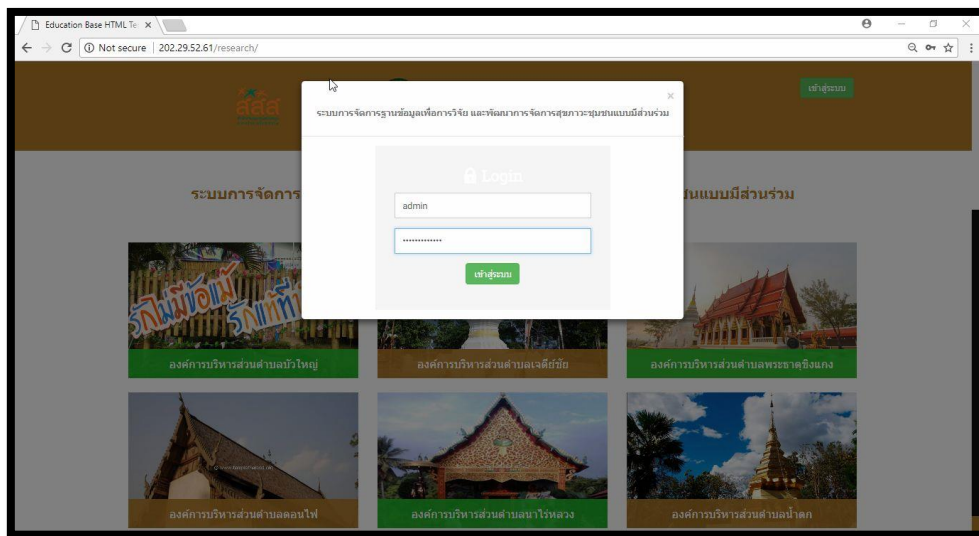 Education Base HTML Te
Not secure | 202.29.52.61/research/
สสส
เข้าสู่ระบบ
×
ระบบการจัดการฐานข้อมูลเพื่อการวิจัย และพัฒนาการจัดการสุขภาวะชุมชนแบบมีส่วนร่วม
Login
admin
•••••••••••••
เข้าสู่ระบบ
ระบบการจัดการ
ชนแบบมีส่วนร่วม
รักไม่มีข้อแม้
รักแท้ที่
องค์การบริหารส่วนตำบลบัวใหญ่
องค์การบริหารส่วนตำบลเจดีย์ชัย
องค์การบริหารส่วนตำบลพระธาตุขิงแกง
องค์การบริหารส่วนตำบลดอนไฟ
องค์การบริหารส่วนตำบลนาไร่หลวง
องค์การบริหารส่วนตำบลน้ำตก